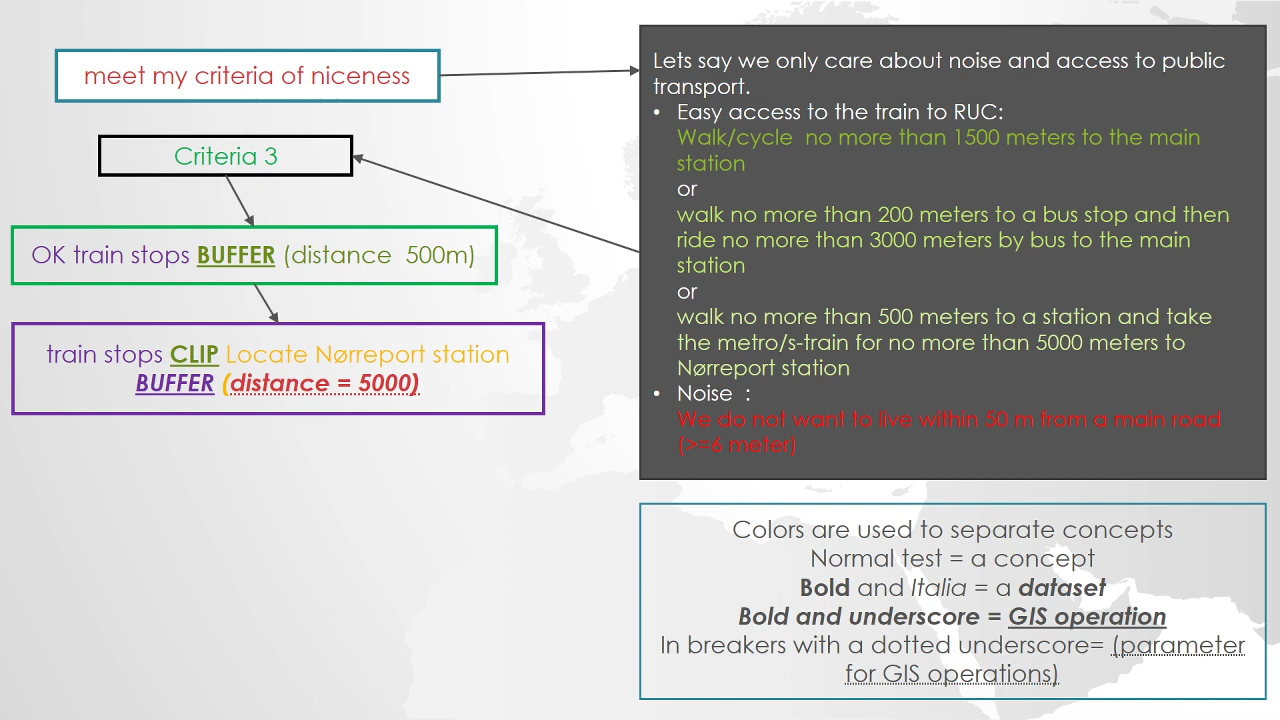 meet my criteria of niceness
Criteria 3
OK train stops BUFFER (distance  500m)
train stops CLIP Locate Nørreport station
BUFFER (distance = 5000)
Lets say we only care about noise and access to public
transport.
• Easy access to the train to RUC:
Walk/cycle  no more than 1500 meters to the main
station
or
walk no more than 200 meters to a bus stop and then
ride no more than 3000 meters by bus to the main
station
or
walk no more than 500 meters to a station and take
the metro/s-train for no more than 5000 meters to
Nørreport station
• Noise  :
We do not want to live within 50 m from a main road
(>=6 meter)
Colors are used to separate concepts
Normal test = a concept
Bold and Italia = a dataset
Bold and underscore = GIS operation
In breakers with a dotted underscore= (parameter
for GIS operations)